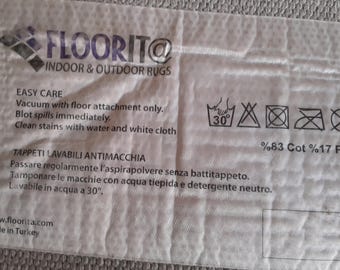 FLOORIT@
INDOOR & OUTDOOR RUGS
EASY CARE
Vacuum with floor attachment only.
Blot spills immediately.
Clean stains with water and white cloth
30°
%83 Cot %17 P
TAPPETI LAVABILI ANTIMACCHIA
Passare regolarmente l'aspirapolvere senza battitappeto.
Tamponare le macchie con acqua tiepida e detergente neutro.
Lavabile in acqua a 30°.
w.floorita.com
de in Turkey